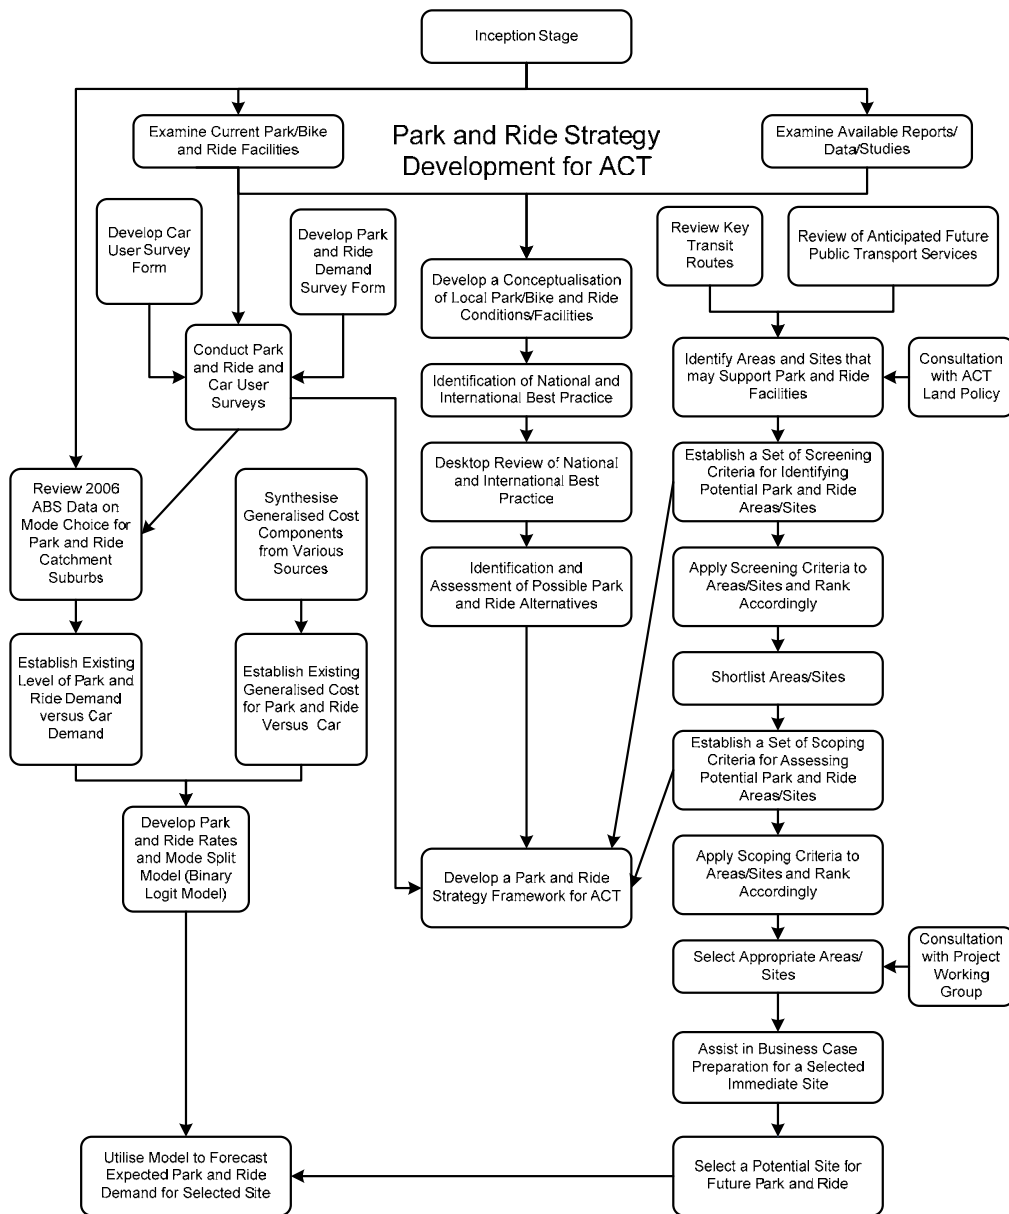 Inception Stage
Examine Current Park/Bike
and Ride Facilities
Park and Ride Strategy
Development for ACT
Examine Available Reports/
Data/Studies
Develop Car
User Survey
Form
Develop Park
and Ride
Demand
Survey Form
Review Key
Transit
Routes
Review of Anticipated Future
Public Transport Services
Develop a Conceptualisation
of Local Park/Bike and Ride
Conditions/Facilities
Conduct Park
and Ride and
Car User
Surveys
Identification of National and
International Best Practice
Identify Areas and Sites that
may Support Park and Ride
Facilities
Consultation
with ACT
Land Policy
Review 2006
ABS Data on
Mode Choice for
Park and Ride
Catchment
Suburbs
Synthesise
Generalised Cost
Components
from Various
Sources
Desktop Review of National
and International Best
Practice
Establish a Set of Screening
Criteria for Identifying
Potential Park and Ride
Areas/Sites
Identification and
Assessment of Possible Park
and Ride Alternatives
Apply Screening Criteria to
Areas/Sites and Rank
Accordingly
Establish Existing
Level of Park and
Ride Demand
versus Car
Demand
Establish Existing
Generalised Cost
for Park and Ride
Versus Car
Shortlist Areas/Sites
Establish a Set of Scoping
Criteria for Assessing
Potential Park and Ride
Areas/Sites
Develop Park
and Ride Rates
and Mode Split
Model (Binary
Logit Model)
Develop a Park and Ride
Strategy Framework for ACT
Apply Scoping Criteria to
Areas/Sites and Rank
Accordingly
Select Appropriate Areas/
Sites
Consultation
with Project
Working
Group
Assist in Business Case
Preparation for a Selected
Immediate Site
Utilise Model to Forecast
Expected Park and Ride
Demand for Selected Site
Select a Potential Site for
Future Park and Ride